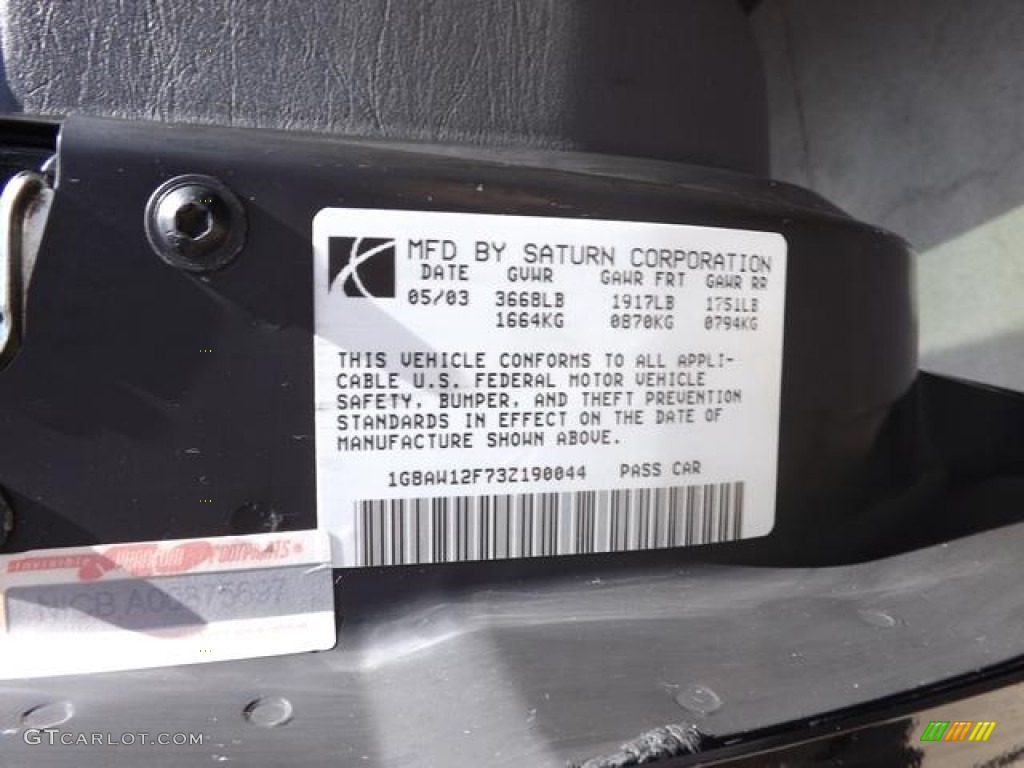 MFD BY SATURN CORPORATION
DATE GVWR GAWR FRT GAWR RR
05/03 3668LB 1917LB 1751LB
1664KG 0870KG 0794KG
THIS VEHICLE CONFORMS TO ALL APPLI-
CABLE U.S. FEDERAL MOTOR VEHICLE
SAFETY, BUMPER, AND THEFT PREVENTION
STANDARDS IN EFFECT ON THE DATE OF
MANUFACTURE SHOWN ABOVE.
1G8AW12F73Z190044 PASS CAR
FOOTPRINTS
GTCARLOT.COM